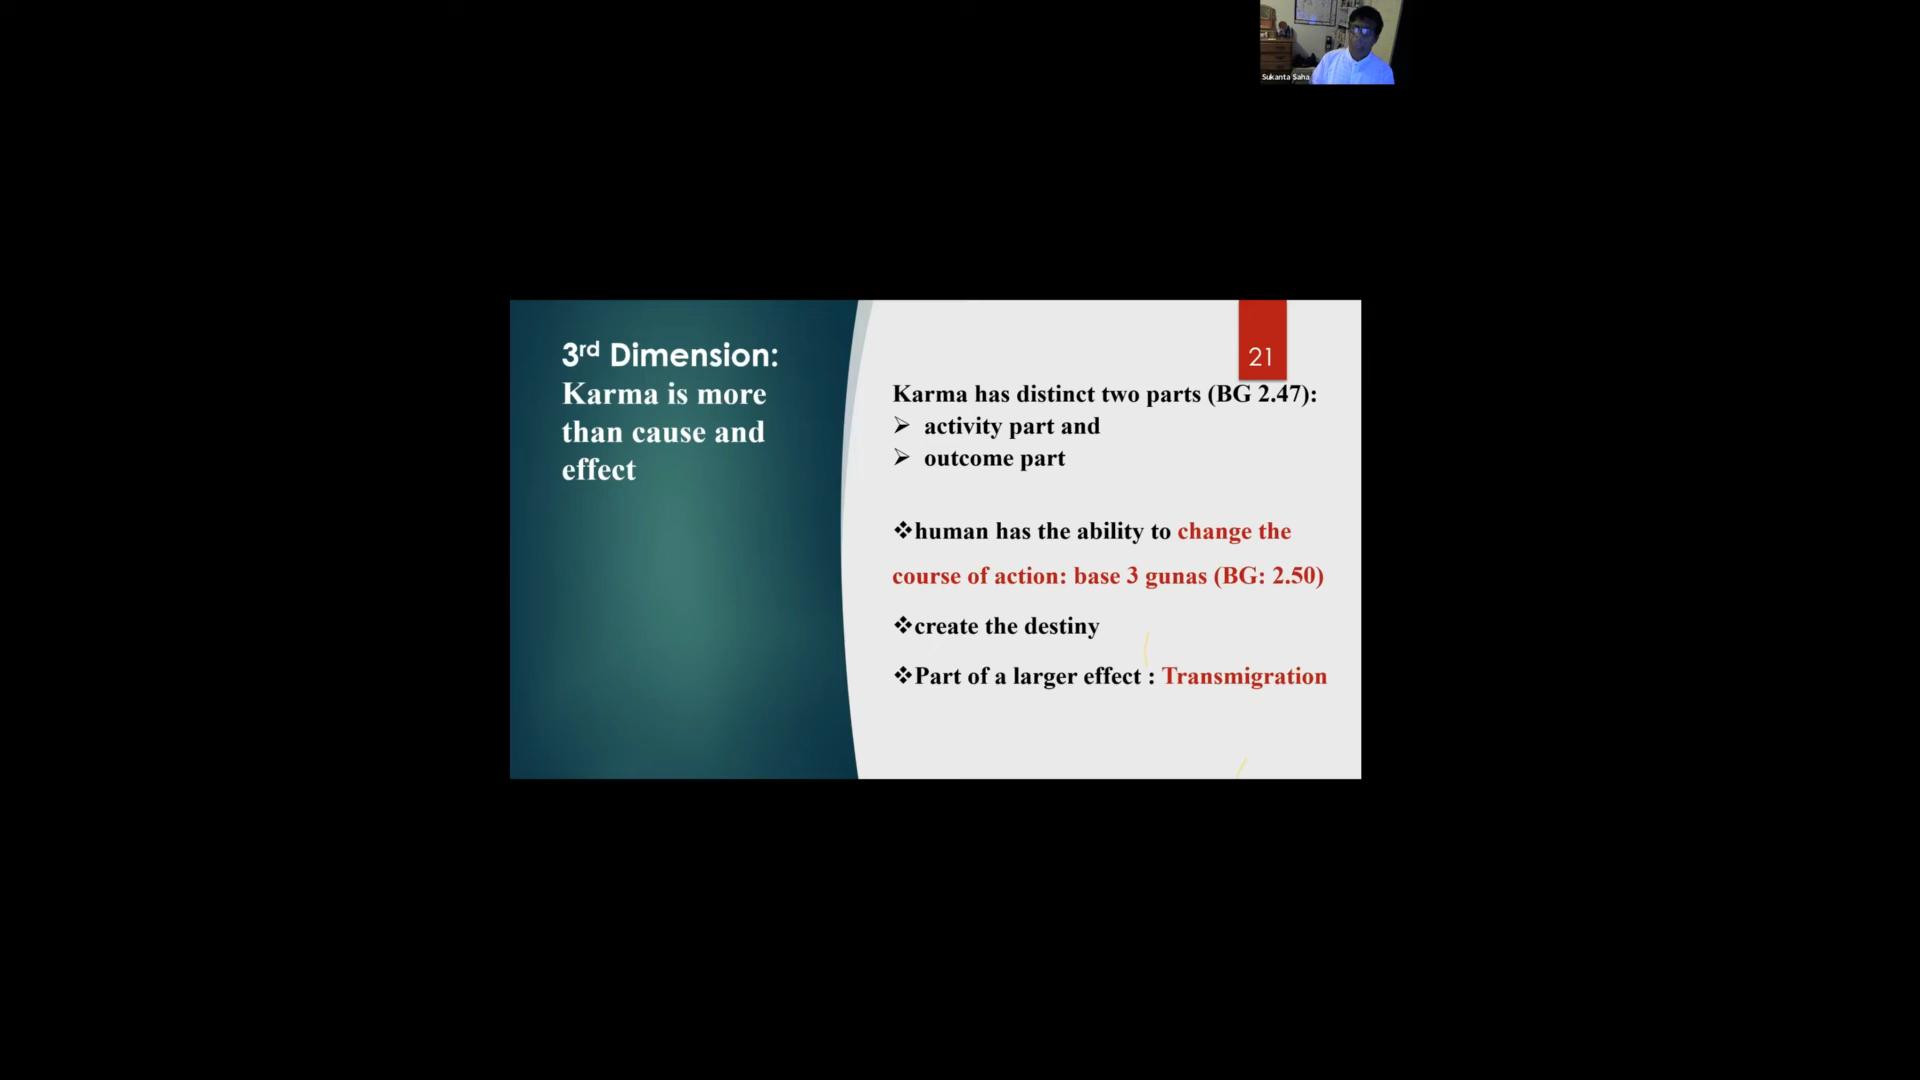 Sukanta Saha
3rd Dimension:
Karma is more
than cause and
effect
21
Karma has distinct two parts (BG 2.47):
➢ activity part and
➢ outcome part
❖human has the ability to change the
course of action: base 3 gunas (BG: 2.50)
❖create the destiny
❖Part of a larger effect : Transmigration